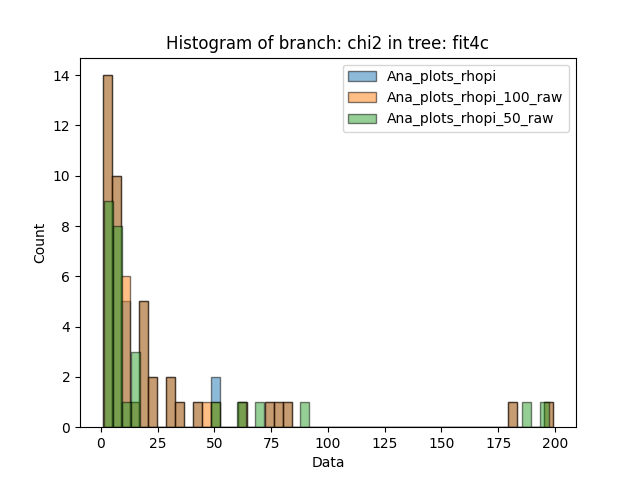 Histogram of branch: chi2 in tree: fit4c
Ana_plots_rhopi
Ana_plots_rhopi_100_raw
Ana_plots_rhopi_50_raw
14
12
10
8
6
4
2
0
Count
0 25 50 75 100 125 150 175 200
Data